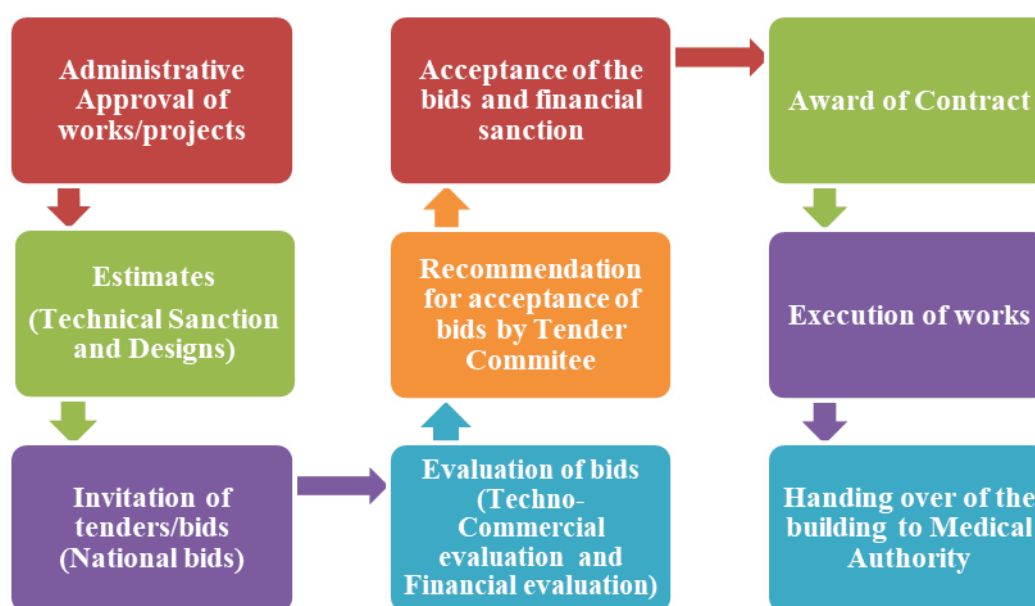 Administrative
Approval of
works/projects
Estimates
(Technical Sanction
and Designs)
Invitation of
tenders/bids
(National bids)
Evaluation of bids
(Techno-
Commercial
evaluation and
Financial evaluation)
Recommendation
for acceptance of
bids by Tender
Commitee
Acceptance of the
bids and financial
sanction
Award of Contract
Execution of works
Handing over of the
building to Medical
Authority